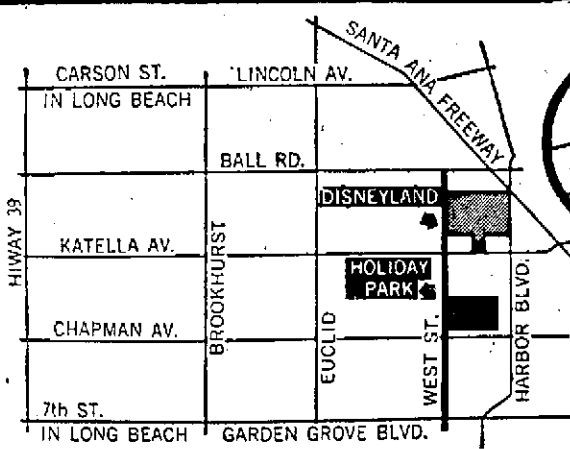 SANTA ANA FREEWAY
CARSON ST.
IN LONG BEACH
LINCOLN AV.
BALL RD.
DISNEYLAND
HIWAY 39
KATELLA AV.
BROOKHURST
HOLIDAY
PARK
CHAPMAN AV.
EUCLID
WEST ST.
HARBOR BLVD.
7th ST.
IN LONG BEACH
GARDEN GROVE BLVD.